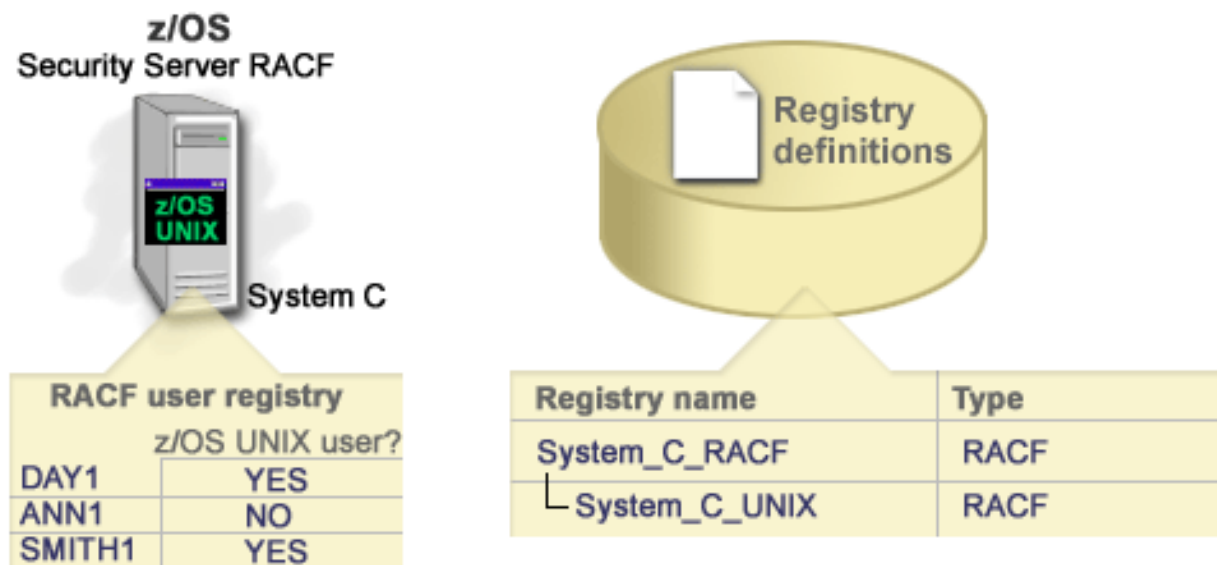 z/OS
Security Server RACF
z/OS
UNIX
System C
RACF user registry
z/OS UNIX user?
DAY1 YES
ANN1 NO
SMITH1 YES
Registry
definitions
Registry name Type
System_C_RACF RACF
System_C_UNIX RACF